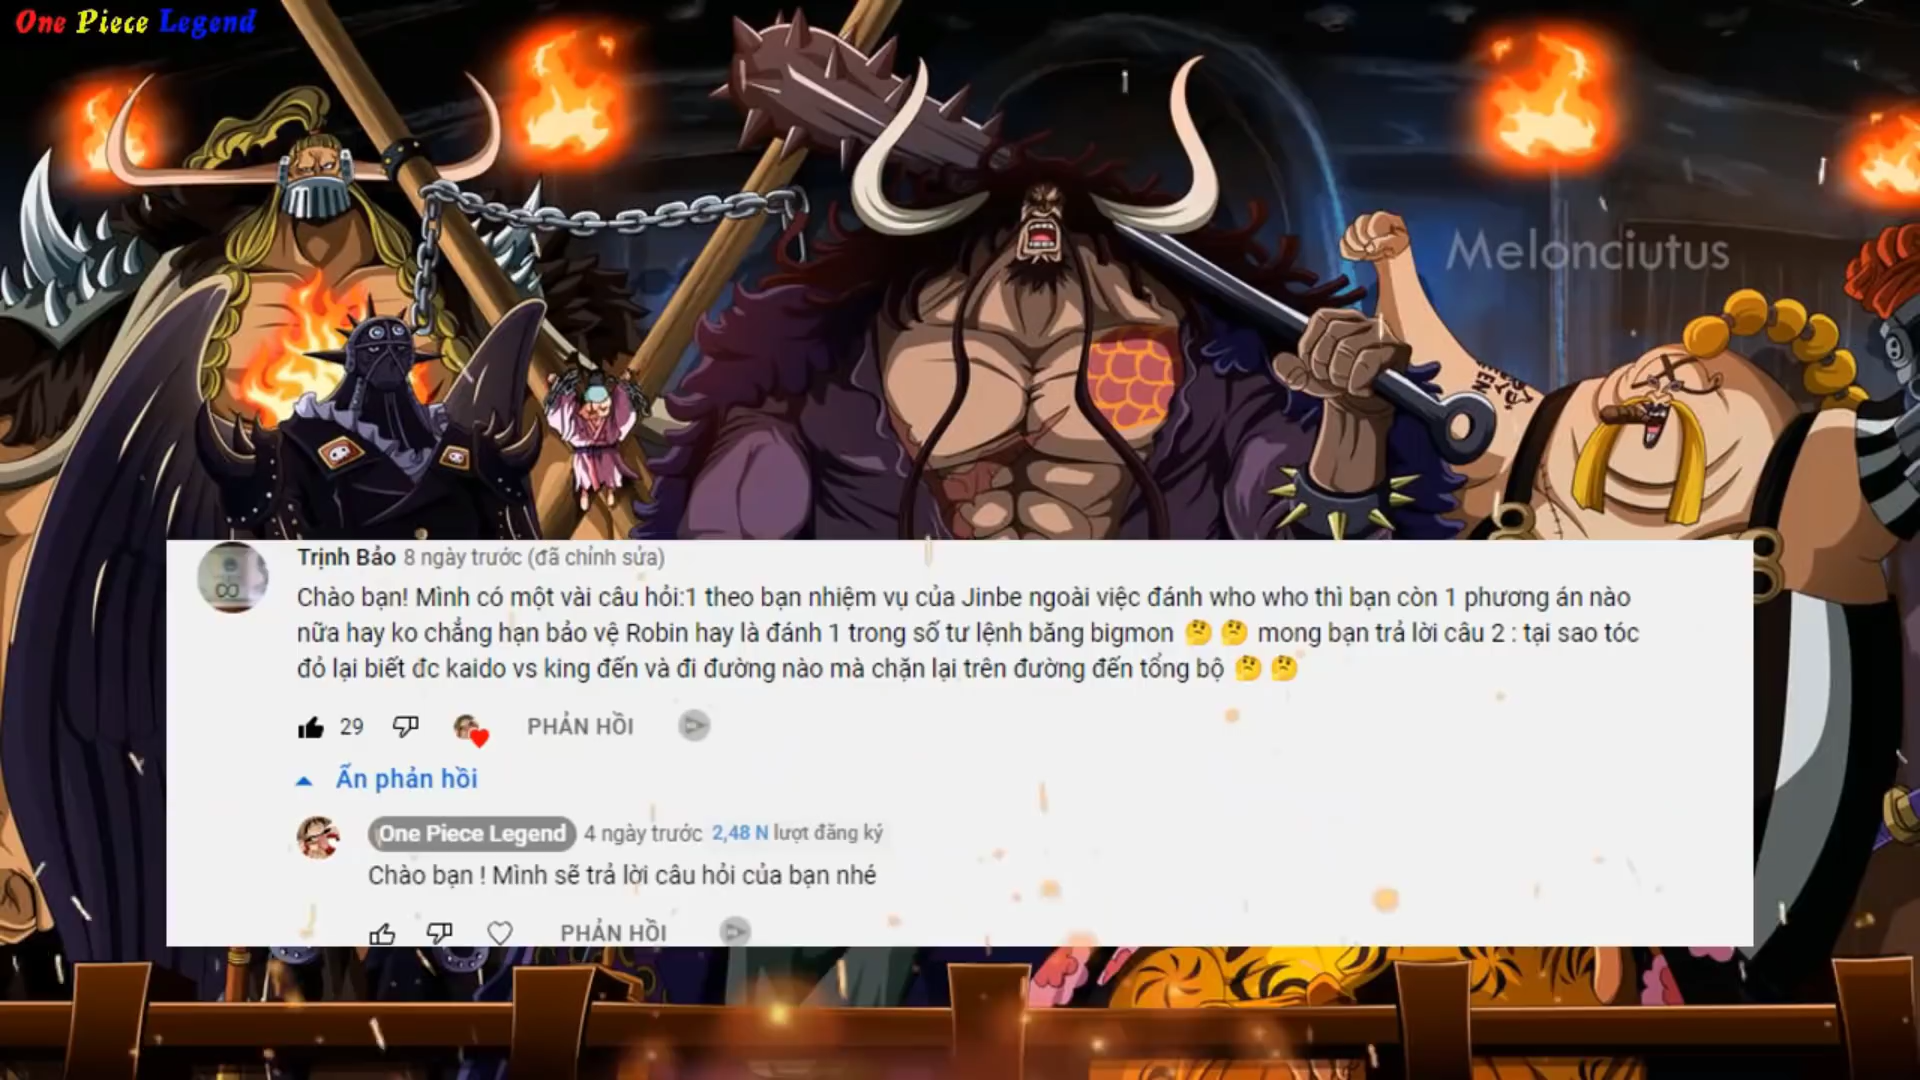 One Piece Legend
Melonciutus
Trịnh Bảo 8 ngày trước (đã chỉnh sửa)
Chào bạn! Mình có một vài câu hỏi:1 theo bạn nhiệm vụ của Jinbe ngoài việc đánh who who thì bạn còn 1 phương án nào
nữa hay ko chẳng hạn bảo vệ Robin hay là đánh 1 trong số tư lệnh băng bigmon 🤔 🤔 mong bạn trả lời câu 2 : tại sao tóc
đỏ lại biết đc kaido vs king đến và đi đường nào mà chặn lại trên đường đến tổng bộ 🤔 🤔
29 PHẢN HỒI
Ẩn phản hồi
One Piece Legend 4 ngày trước 2,48 N lượt đăng ký
Chào bạn ! Mình sẽ trả lời câu hỏi của bạn nhé
PHẢN HỒI